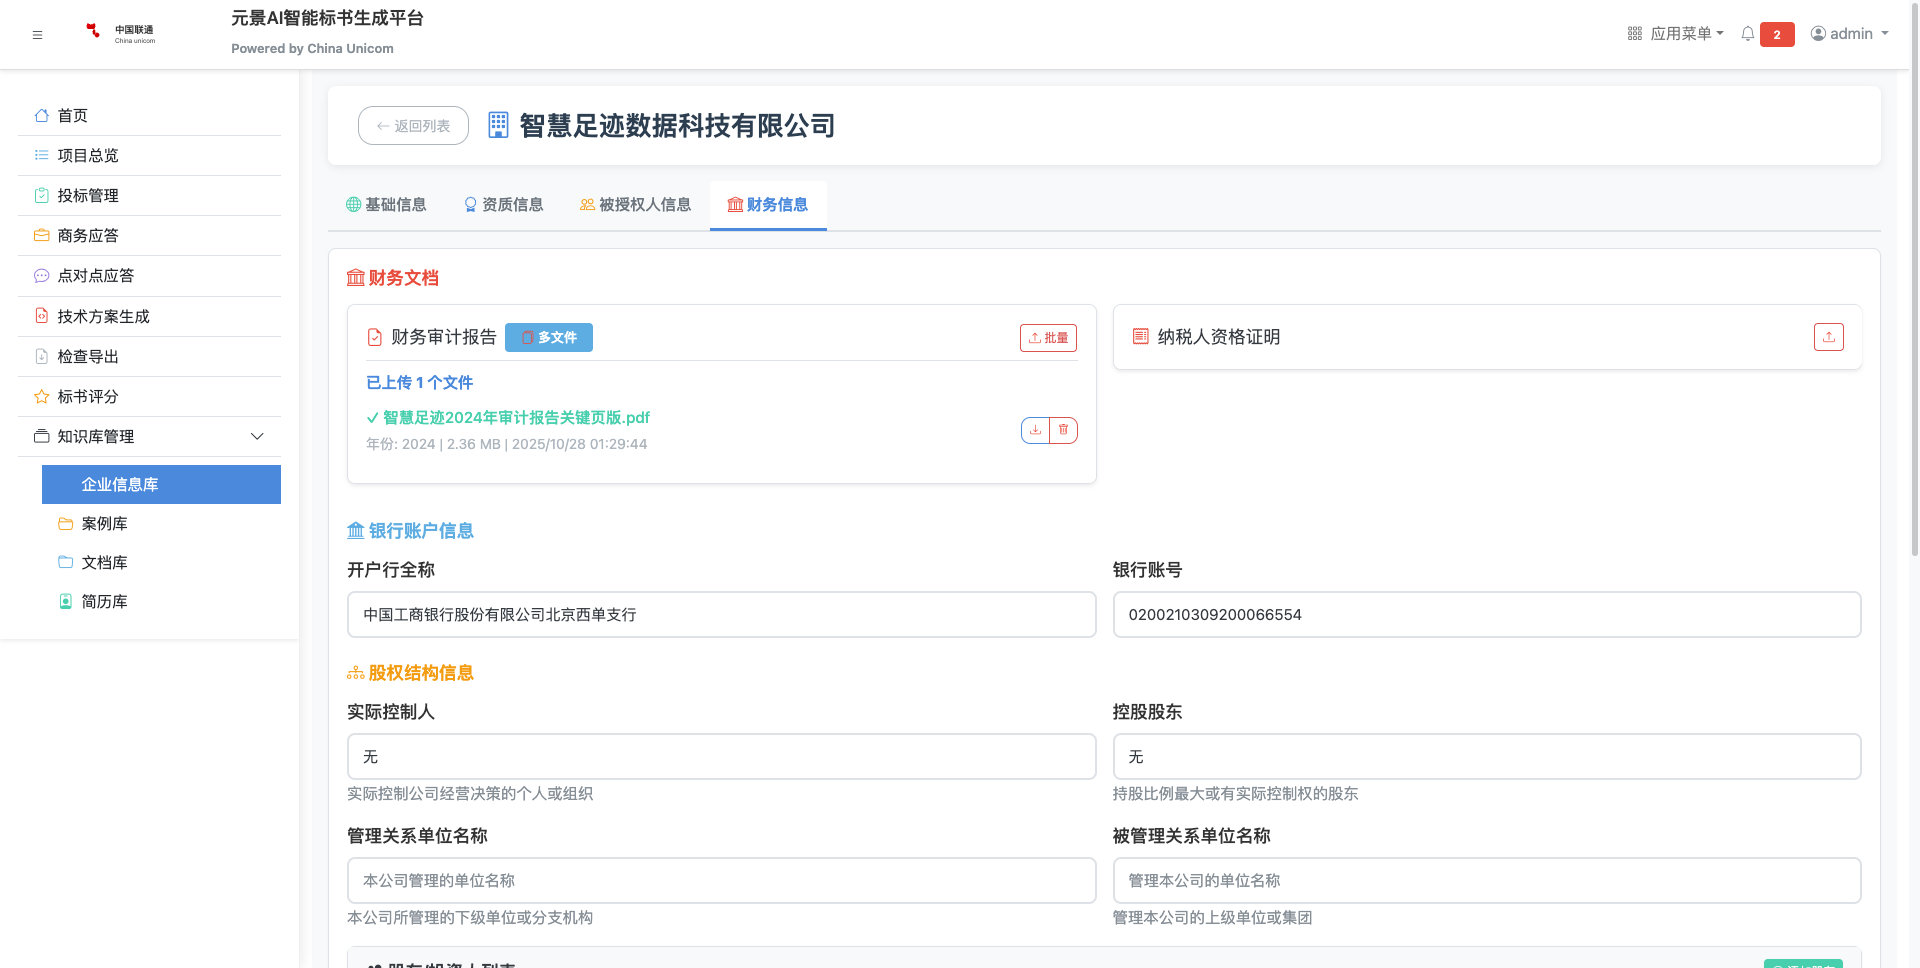 中国联通
China unicom
元景AI智能标书生成平台
Powered by China Unicom
应用菜单
2
admin
首页
项目总览
投标管理
商务应答
点对点应答
技术方案生成
检查导出
标书评分
知识库管理
企业信息库
案例库
文档库
简历库
← 返回列表
智慧足迹数据科技有限公司
基础信息
资质信息
被授权人信息
财务信息
财务文档
财务审计报告
多文件
批量
已上传 1 个文件
智慧足迹2024年审计报告关键页版.pdf
年份: 2024 | 2.36 MB | 2025/10/28 01:29:44
纳税人资格证明
银行账户信息
开户行全称
银行账号
中国工商银行股份有限公司北京西单支行
0200210309200066554
股权结构信息
实际控制人
控股股东
无
无
实际控制公司经营决策的个人或组织
持股比例最大或有实际控制权的股东
管理关系单位名称
被管理关系单位名称
本公司管理的单位名称
管理本公司的单位名称
本公司所管理的下级单位或分支机构
管理本公司的上级单位或集团